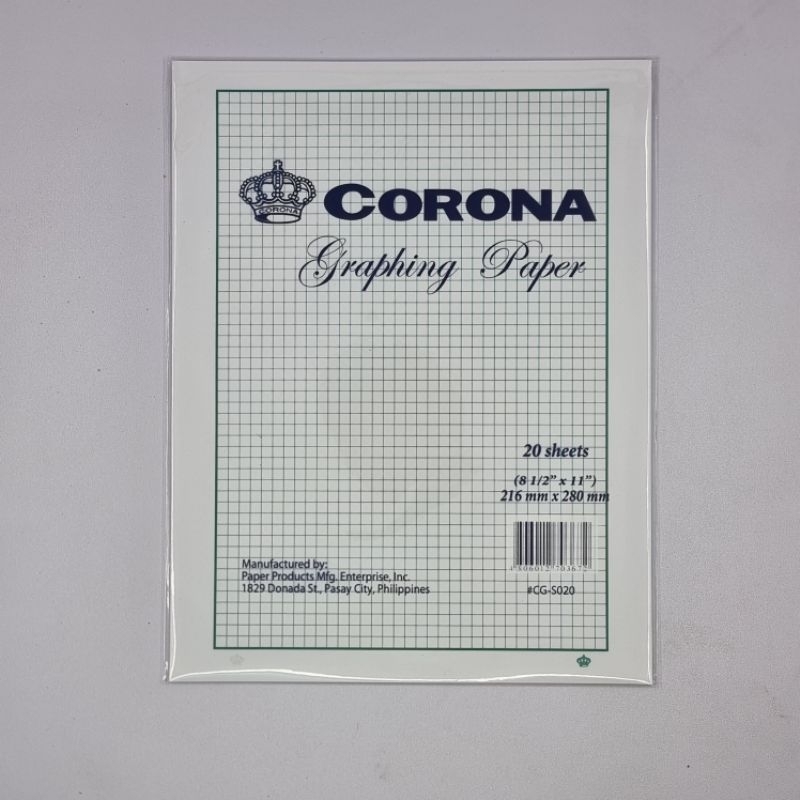 CORONA
CORONA
Graphing Paper
20 sheets
(8 1/2" x 11")
216 mm x 280 mm
Manufactured by:
Paper Products Mfg. Enterprise, Inc.
1829 Donada St., Pasay City, Philippines
#CG-S020